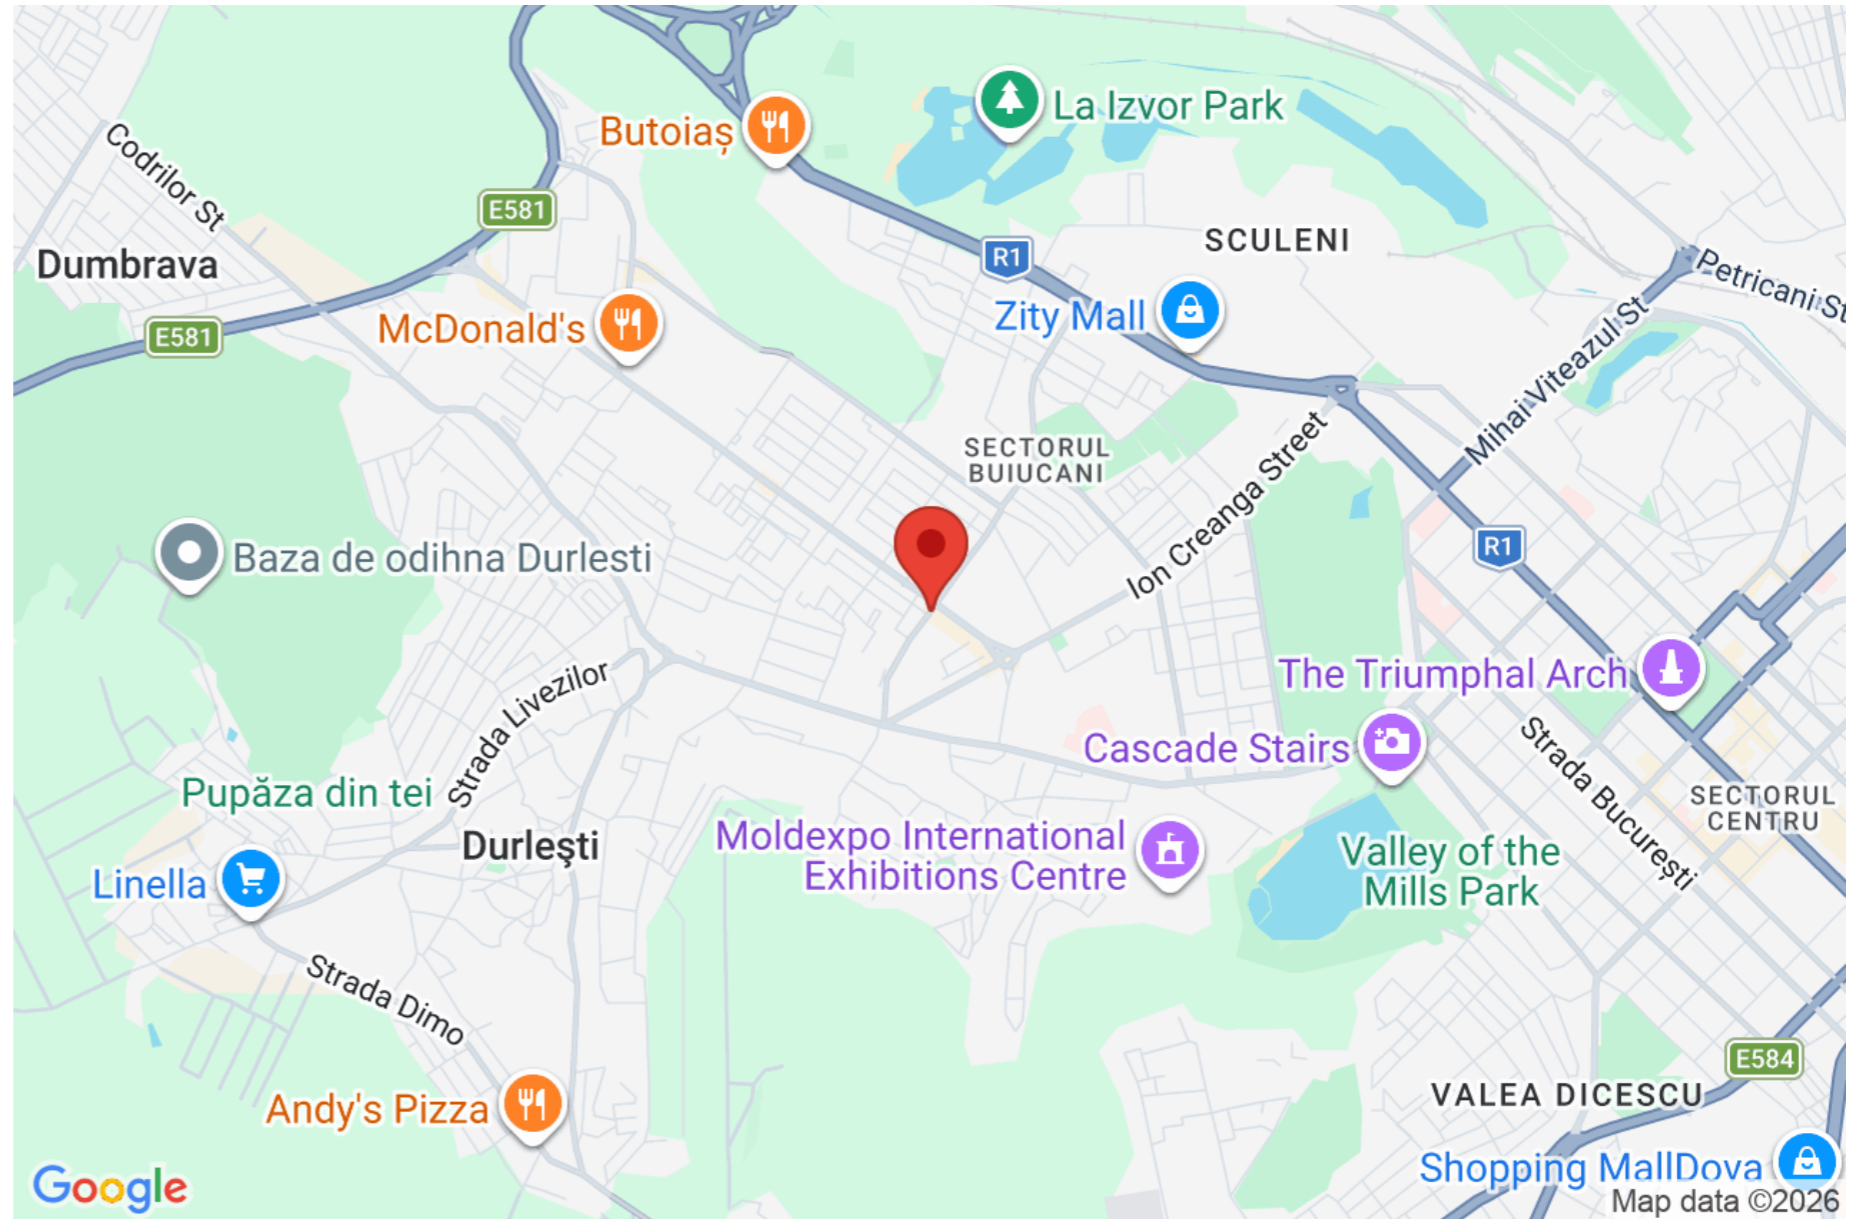 La Izvor Park
Butoiaș
Codrilor St
E581
SCULENI
R1
Dumbrava
Petricani St
Zity Mall
McDonald's
E581
Mihai Viteazul St
SECTORUL
BUIUCANI
Ion Creanga Street
R1
Baza de odihna Durlesti
The Triumphal Arch
Strada Livezilor
Cascade Stairs
Strada București
Pupăza din tei
SECTORUL
CENTRU
Durleşti
Moldexpo International
Exhibitions Centre
Valley of the
Mills Park
Linella
Strada Dimo
E584
VALEA DICESCU
Andy's Pizza
Shopping MallDova
Google
Map data ©2026